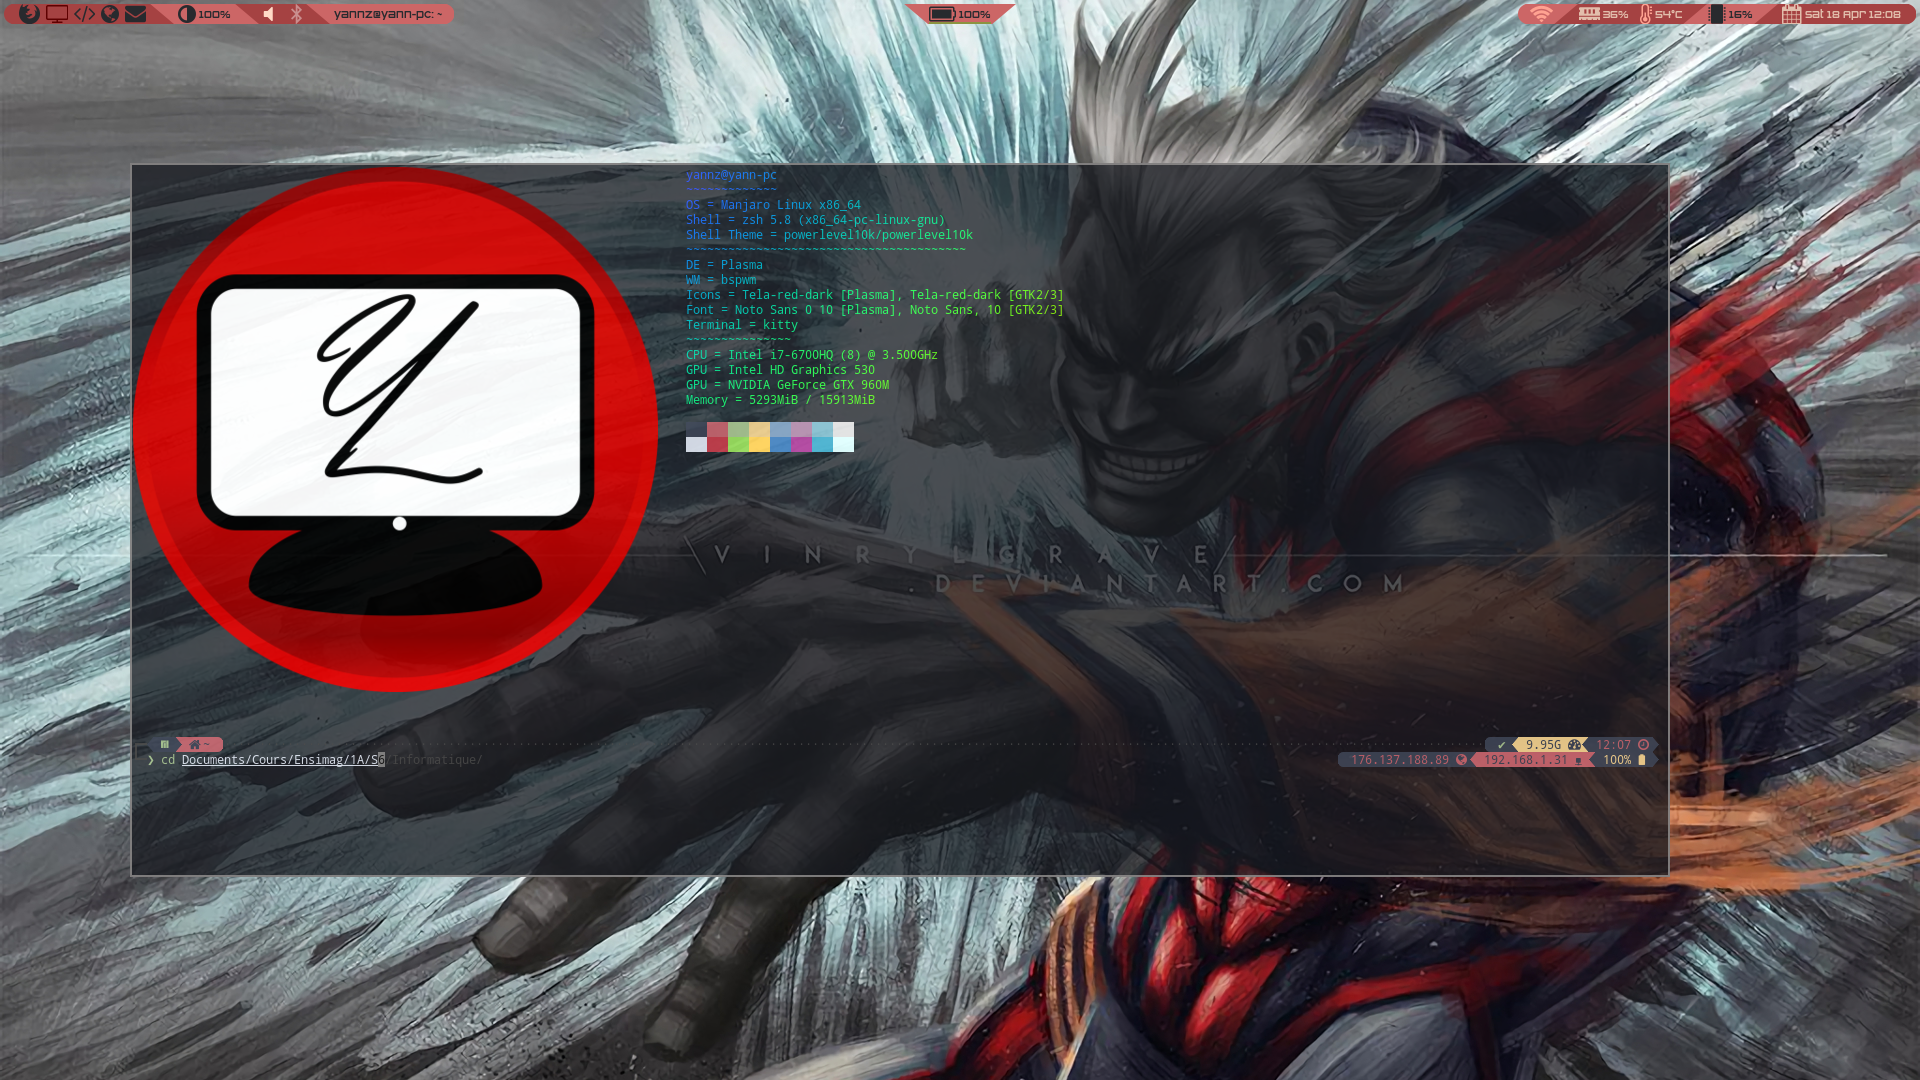 100%
yannz@yann-pc: ~
100%
36%
54°C
16%
Sat 18 Apr 12:08
yannz@yann-pc
~~~~~~~~~~~~~
OS = Manjaro Linux x86_64
Shell = zsh 5.8 (x86_64-pc-linux-gnu)
Shell Theme = powerlevel10k/powerlevel10k
~~~~~~~~~~~~~~~~~~~~~~~~~~~~~~~~~~~~~~~~
DE = Plasma
WM = bspwm
Icons = Tela-red-dark [Plasma], Tela-red-dark [GTK2/3]
Font = Noto Sans 0 10 [Plasma], Noto Sans, 10 [GTK2/3]
Terminal = kitty
~~~~~~~~~~~~~~~
CPU = Intel i7-6700HQ (8) @ 3.500GHz
GPU = Intel HD Graphics 530
GPU = NVIDIA GeForce GTX 960M
Memory = 5293MiB / 15913MiB
\VINRYLGRAVE/
.DEVIANTART.COM
~
✔ 9.95G 12:07
❯ cd Documents/Cours/Ensimag/1A/S6/Informatique/
176.137.188.89 192.168.1.31 100%